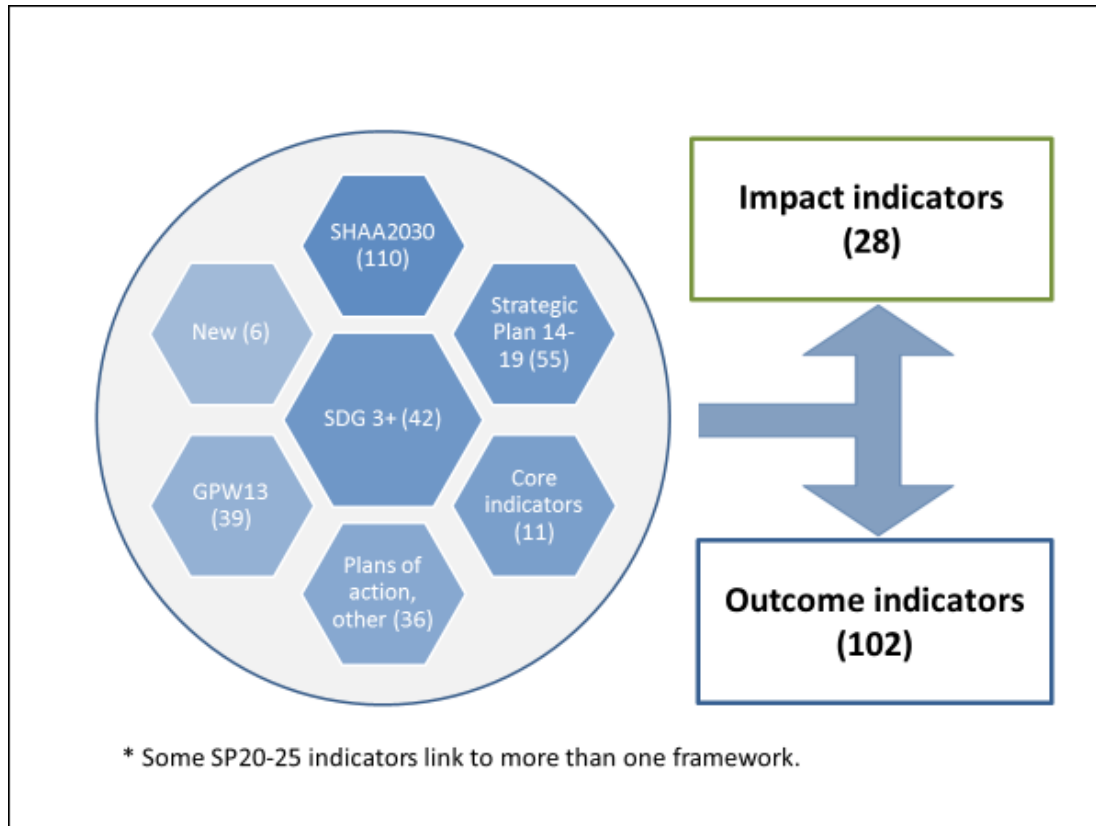 SHAA2030
(110)
New (6)
Strategic
Plan 14-
19 (55)
SDG 3+ (42)
GPW13
(39)
Core
indicators
(11)
Plans of
action,
other (36)
Impact indicators
(28)
Outcome indicators
(102)
* Some SP20-25 indicators link to more than one framework.